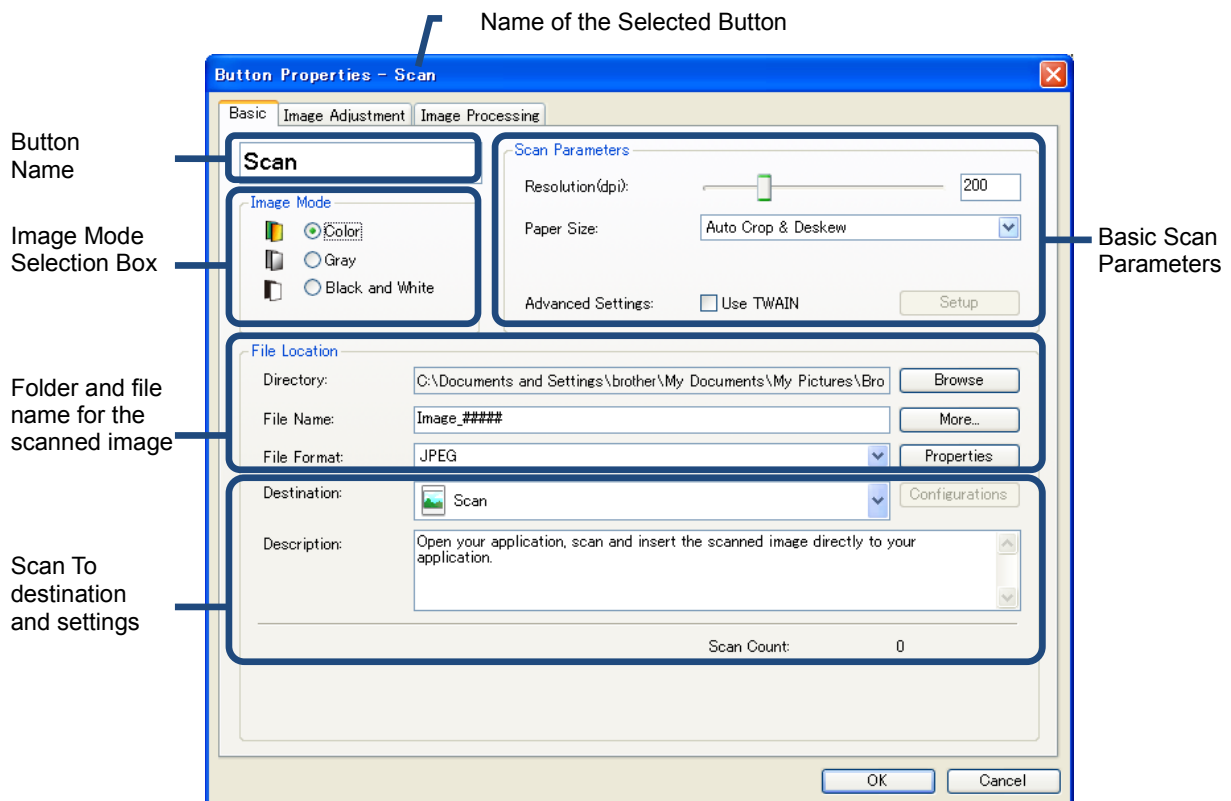 Name of the Selected Button
Button Properties - Scan
Basic
Image Adjustment
Image Processing
Button
Name
Scan
Image Mode
Selection Box
Image Mode
Color
Gray
Black and White
Scan Parameters
Resolution(dpi):
200
Paper Size:
Auto Crop & Deskew
Advanced Settings:
Use TWAIN
Setup
Basic Scan
Parameters
Folder and file
name for the
scanned image
File Location
Directory:
C:\Documents and Settings\brother\My Documents\My Pictures\Bro
Browse
File Name:
Image_#####
More...
File Format:
JPEG
Properties
Scan To
destination
and settings
Destination:
Scan
Configurations
Description:
Open your application, scan and insert the scanned image directly to your
application.
Scan Count:
0
OK
Cancel